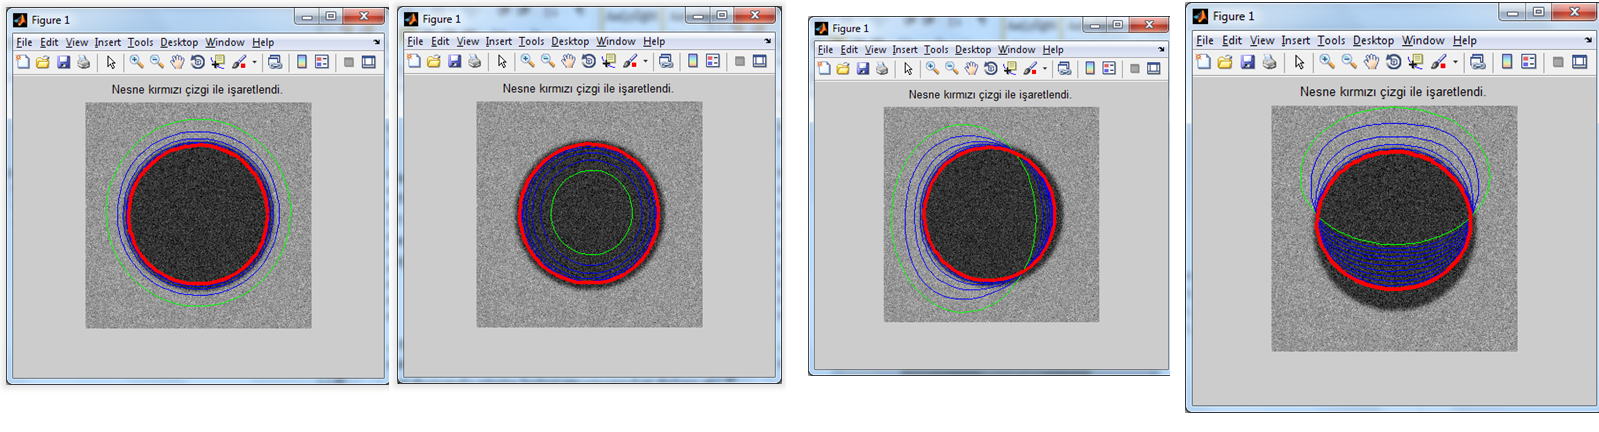 Figure 1
File Edit View Insert Tools Desktop Window Help
Nesne kırmızı çizgi ile işaretlendi.
Figure 1
File Edit View Insert Tools Desktop Window Help
Nesne kırmızı çizgi ile işaretlendi.
Figure 1
File Edit View Insert Tools Desktop Window Help
Nesne kırmızı çizgi ile işaretlendi.
Figure 1
File Edit View Insert Tools Desktop Window Help
Nesne kırmızı çizgi ile işaretlendi.